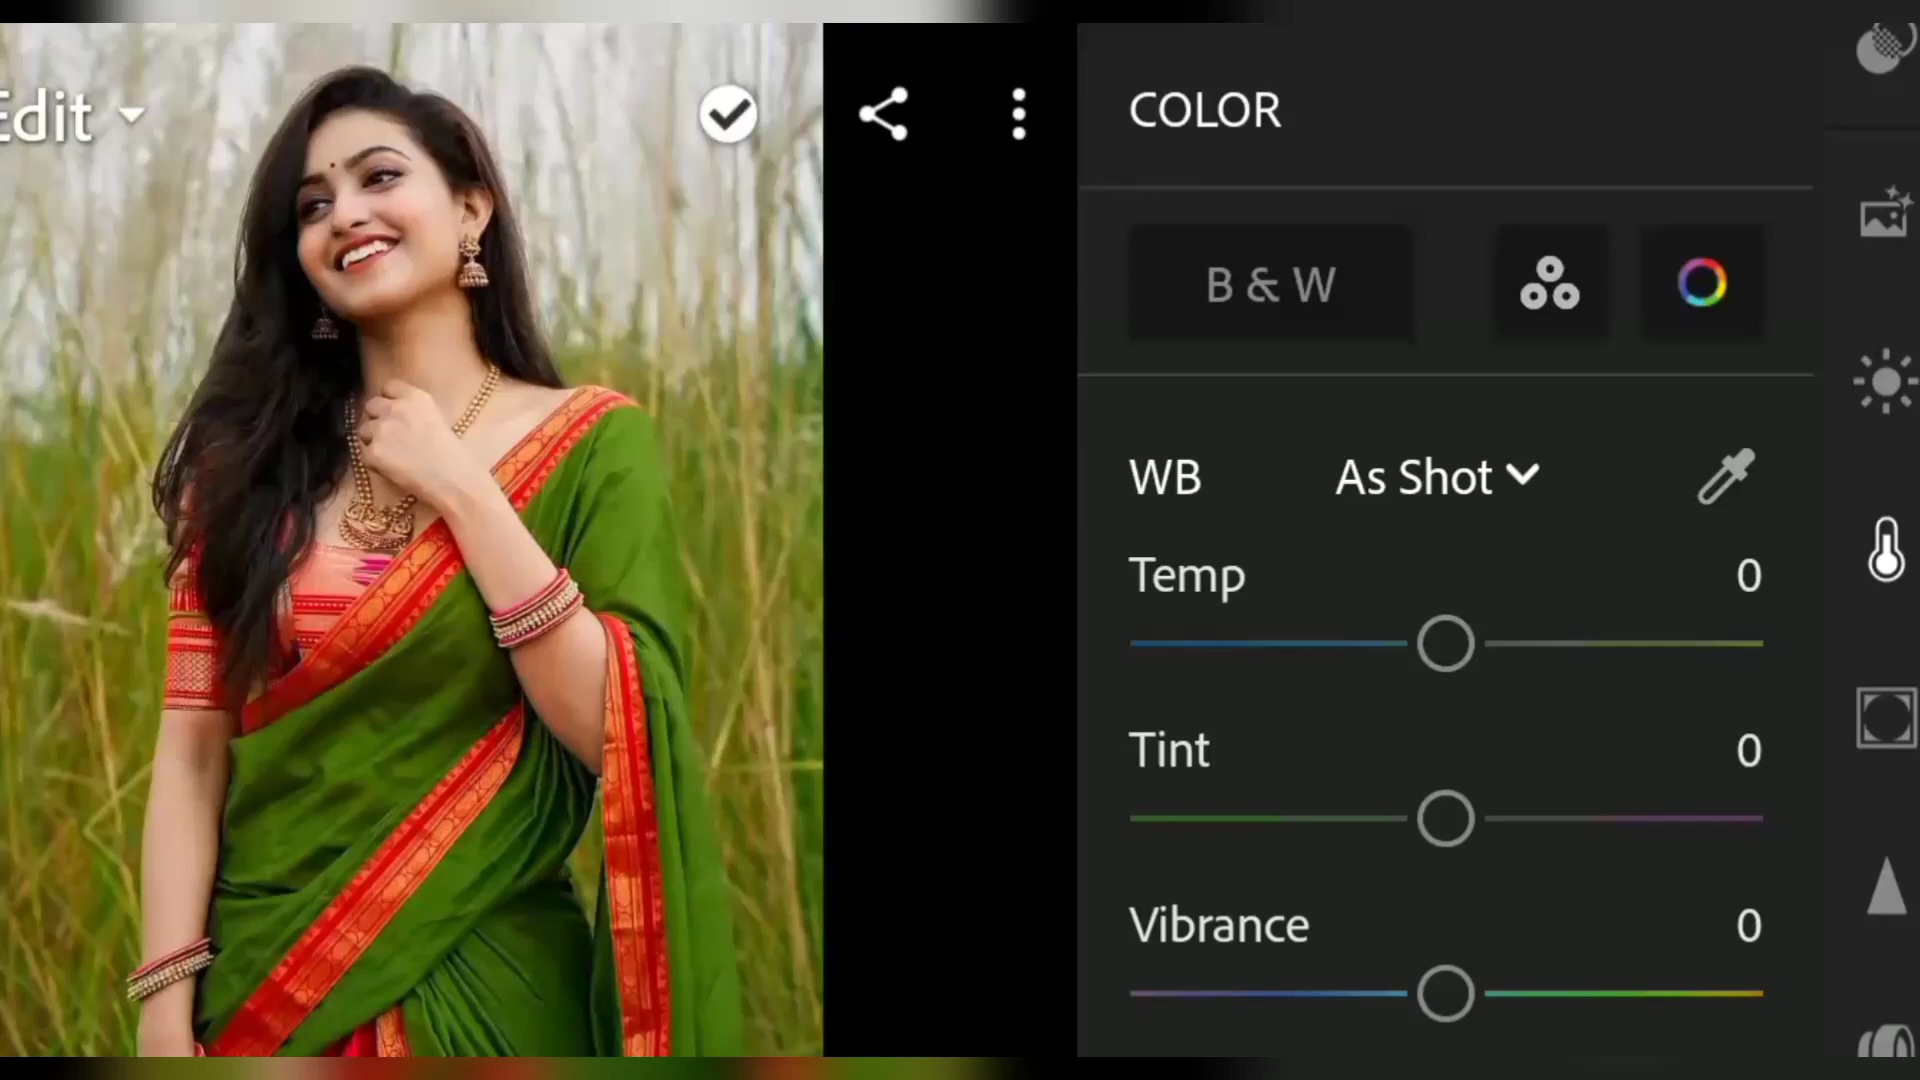 Edit
COLOR
B & W
WB As Shot
Temp 0
Tint 0
Vibrance 0